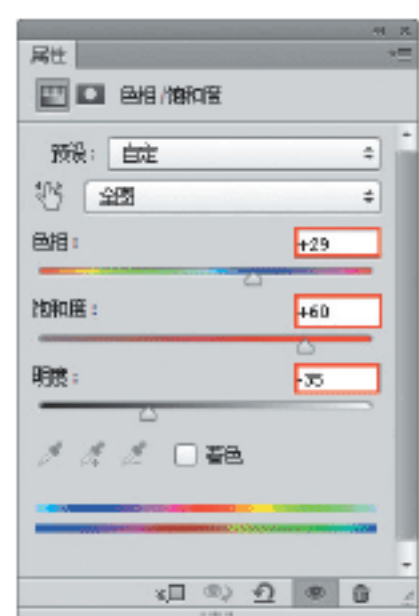 属性
色相/饱和度
预设： 自定
全图
色相： +29
饱和度： +60
明度： -35
着色